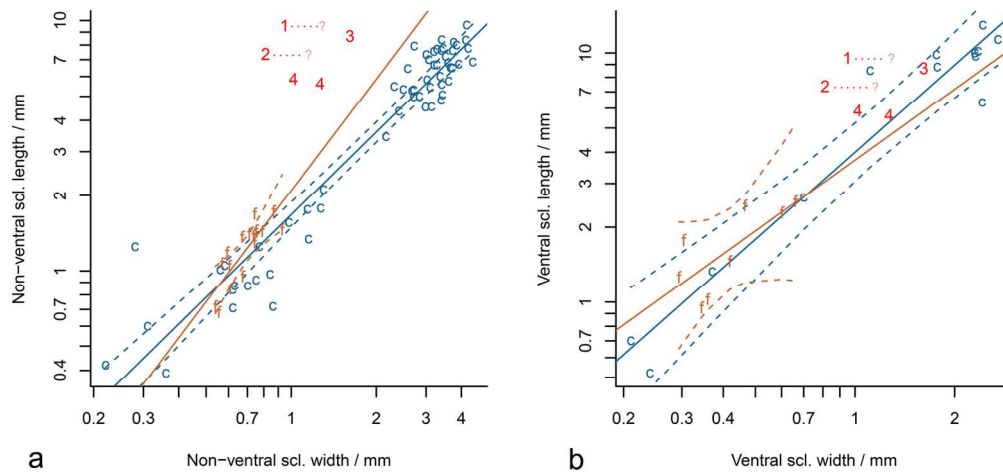 10
7
4
3
2
1
0.7
0.4
Non−ventral scl. length / mm
0.2 0.3 0.7 1 2 3 4
Non−ventral scl. width / mm
a
1 ?
2 ?
3
4 4
10
7
4
3
2
1
0.7
Ventral scl. length / mm
0.2 0.3 0.4 0.7 1 2
Ventral scl. width / mm
b
1 ?
2 ?
3
4 4